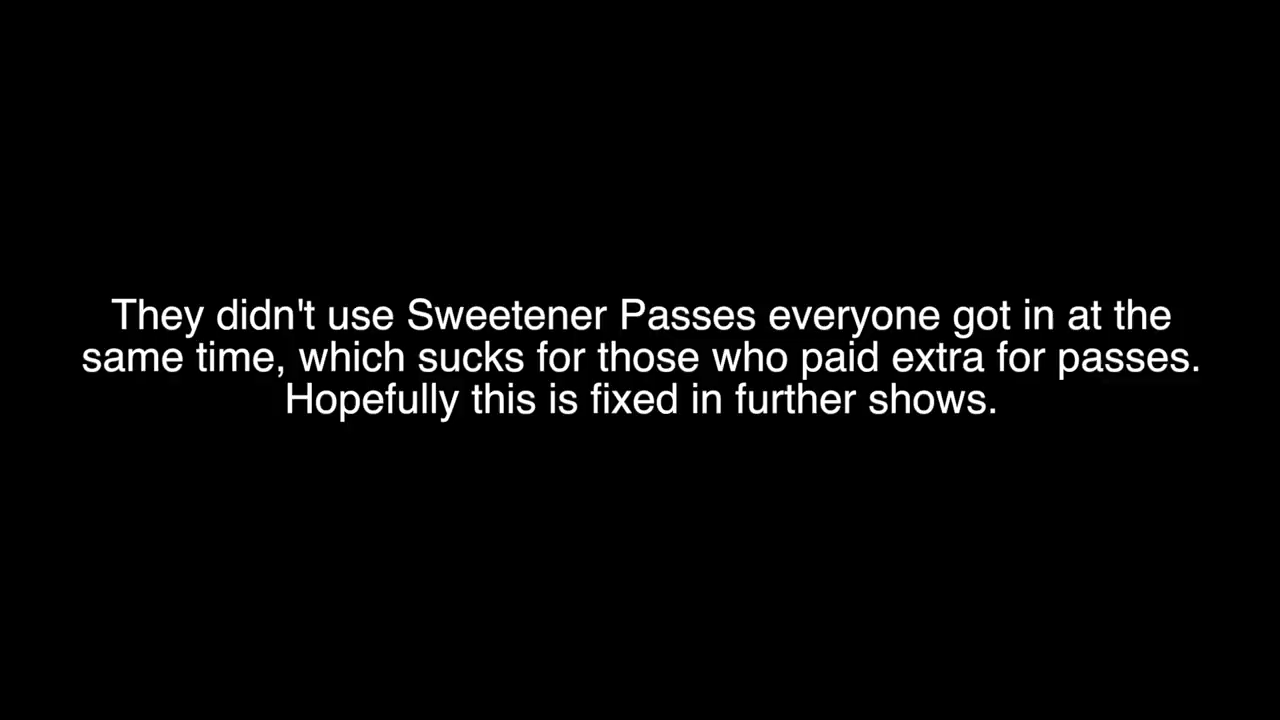 They didn't use Sweetener Passes everyone got in at the
same time, which sucks for those who paid extra for passes.
Hopefully this is fixed in further shows.